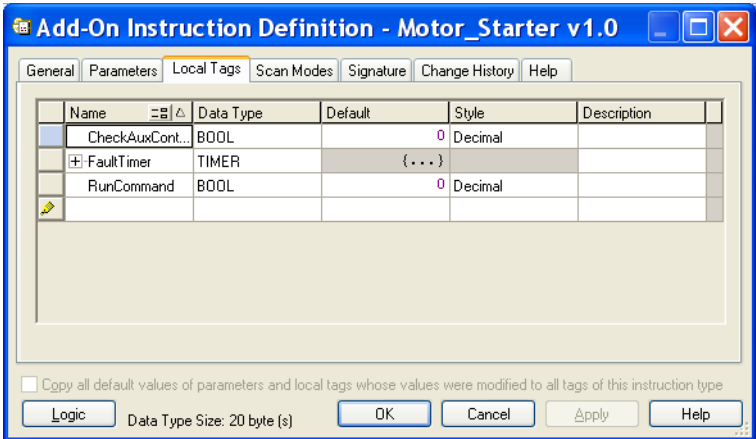 Add-On Instruction Definition - Motor_Starter v1.0
General Parameters Local Tags Scan Modes Signature Change History Help
Name Data Type Default Style Description
CheckAuxCont... BOOL 0 Decimal
FaultTimer TIMER {...}
RunCommand BOOL 0 Decimal
Copy all default values of parameters and local tags whose values were modified to all tags of this instruction type
Logic Data Type Size: 20 byte (s) OK Cancel Apply Help